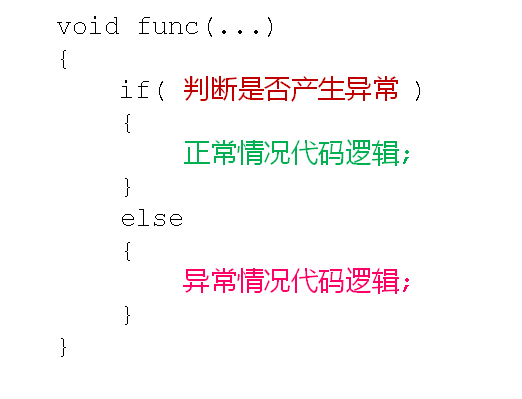 void func(...)
{
if( 判断是否产生异常 )
{
正常情况代码逻辑;
}
else
{
异常情况代码逻辑;
}
}